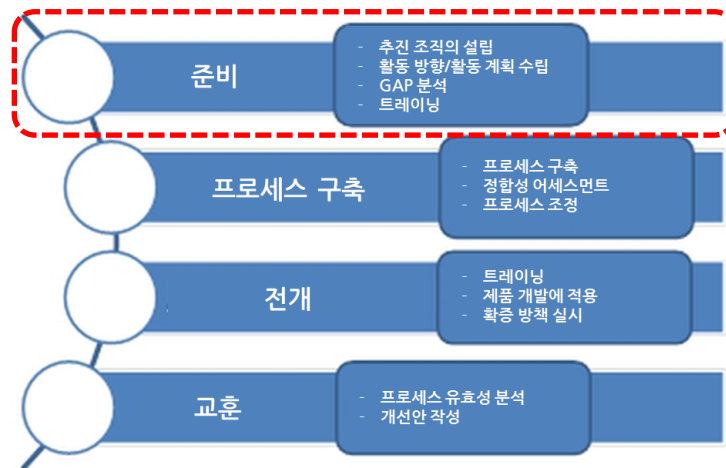 준비
- 추진 조직의 설립
- 활동 방향/활동 계획 수립
- GAP 분석
- 트레이닝
프로세스 구축
- 프로세스 구축
- 정합성 어세스먼트
- 프로세스 조정
전개
- 트레이닝
- 제품 개발에 적용
- 확증 방책 실시
교훈
- 프로세스 유효성 분석
- 개선안 작성